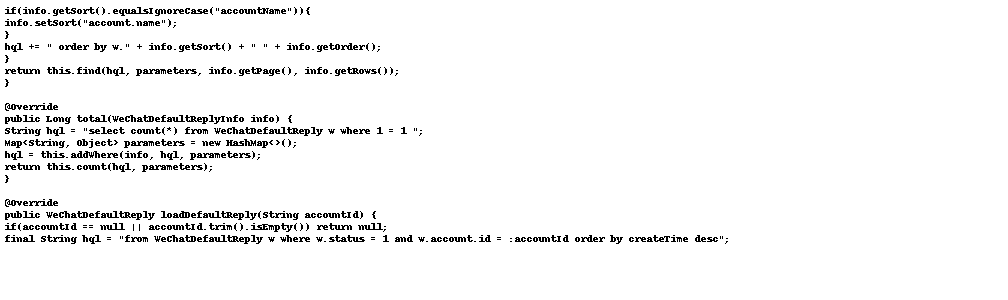 if(info.getSort().equalsIgnoreCase("accountName")){
info.setSort("account.name");
}
hql += " order by w." + info.getSort() + " " + info.getOrder();
}
return this.find(hql, parameters, info.getPage(), info.getRows());
}

@Override
public Long total(WeChatDefaultReplyInfo info) {
String hql = "select count(*) from WeChatDefaultReply w where 1 = 1 ";
Map<String, Object> parameters = new HashMap<>();
hql = this.addWhere(info, hql, parameters);
return this.count(hql, parameters);
}

@Override
public WeChatDefaultReply loadDefaultReply(String accountId) {
if(accountId == null || accountId.trim().isEmpty()) return null;
final String hql = "from WeChatDefaultReply w where w.status = 1 and w.account.id = :accountId order by createTime desc";